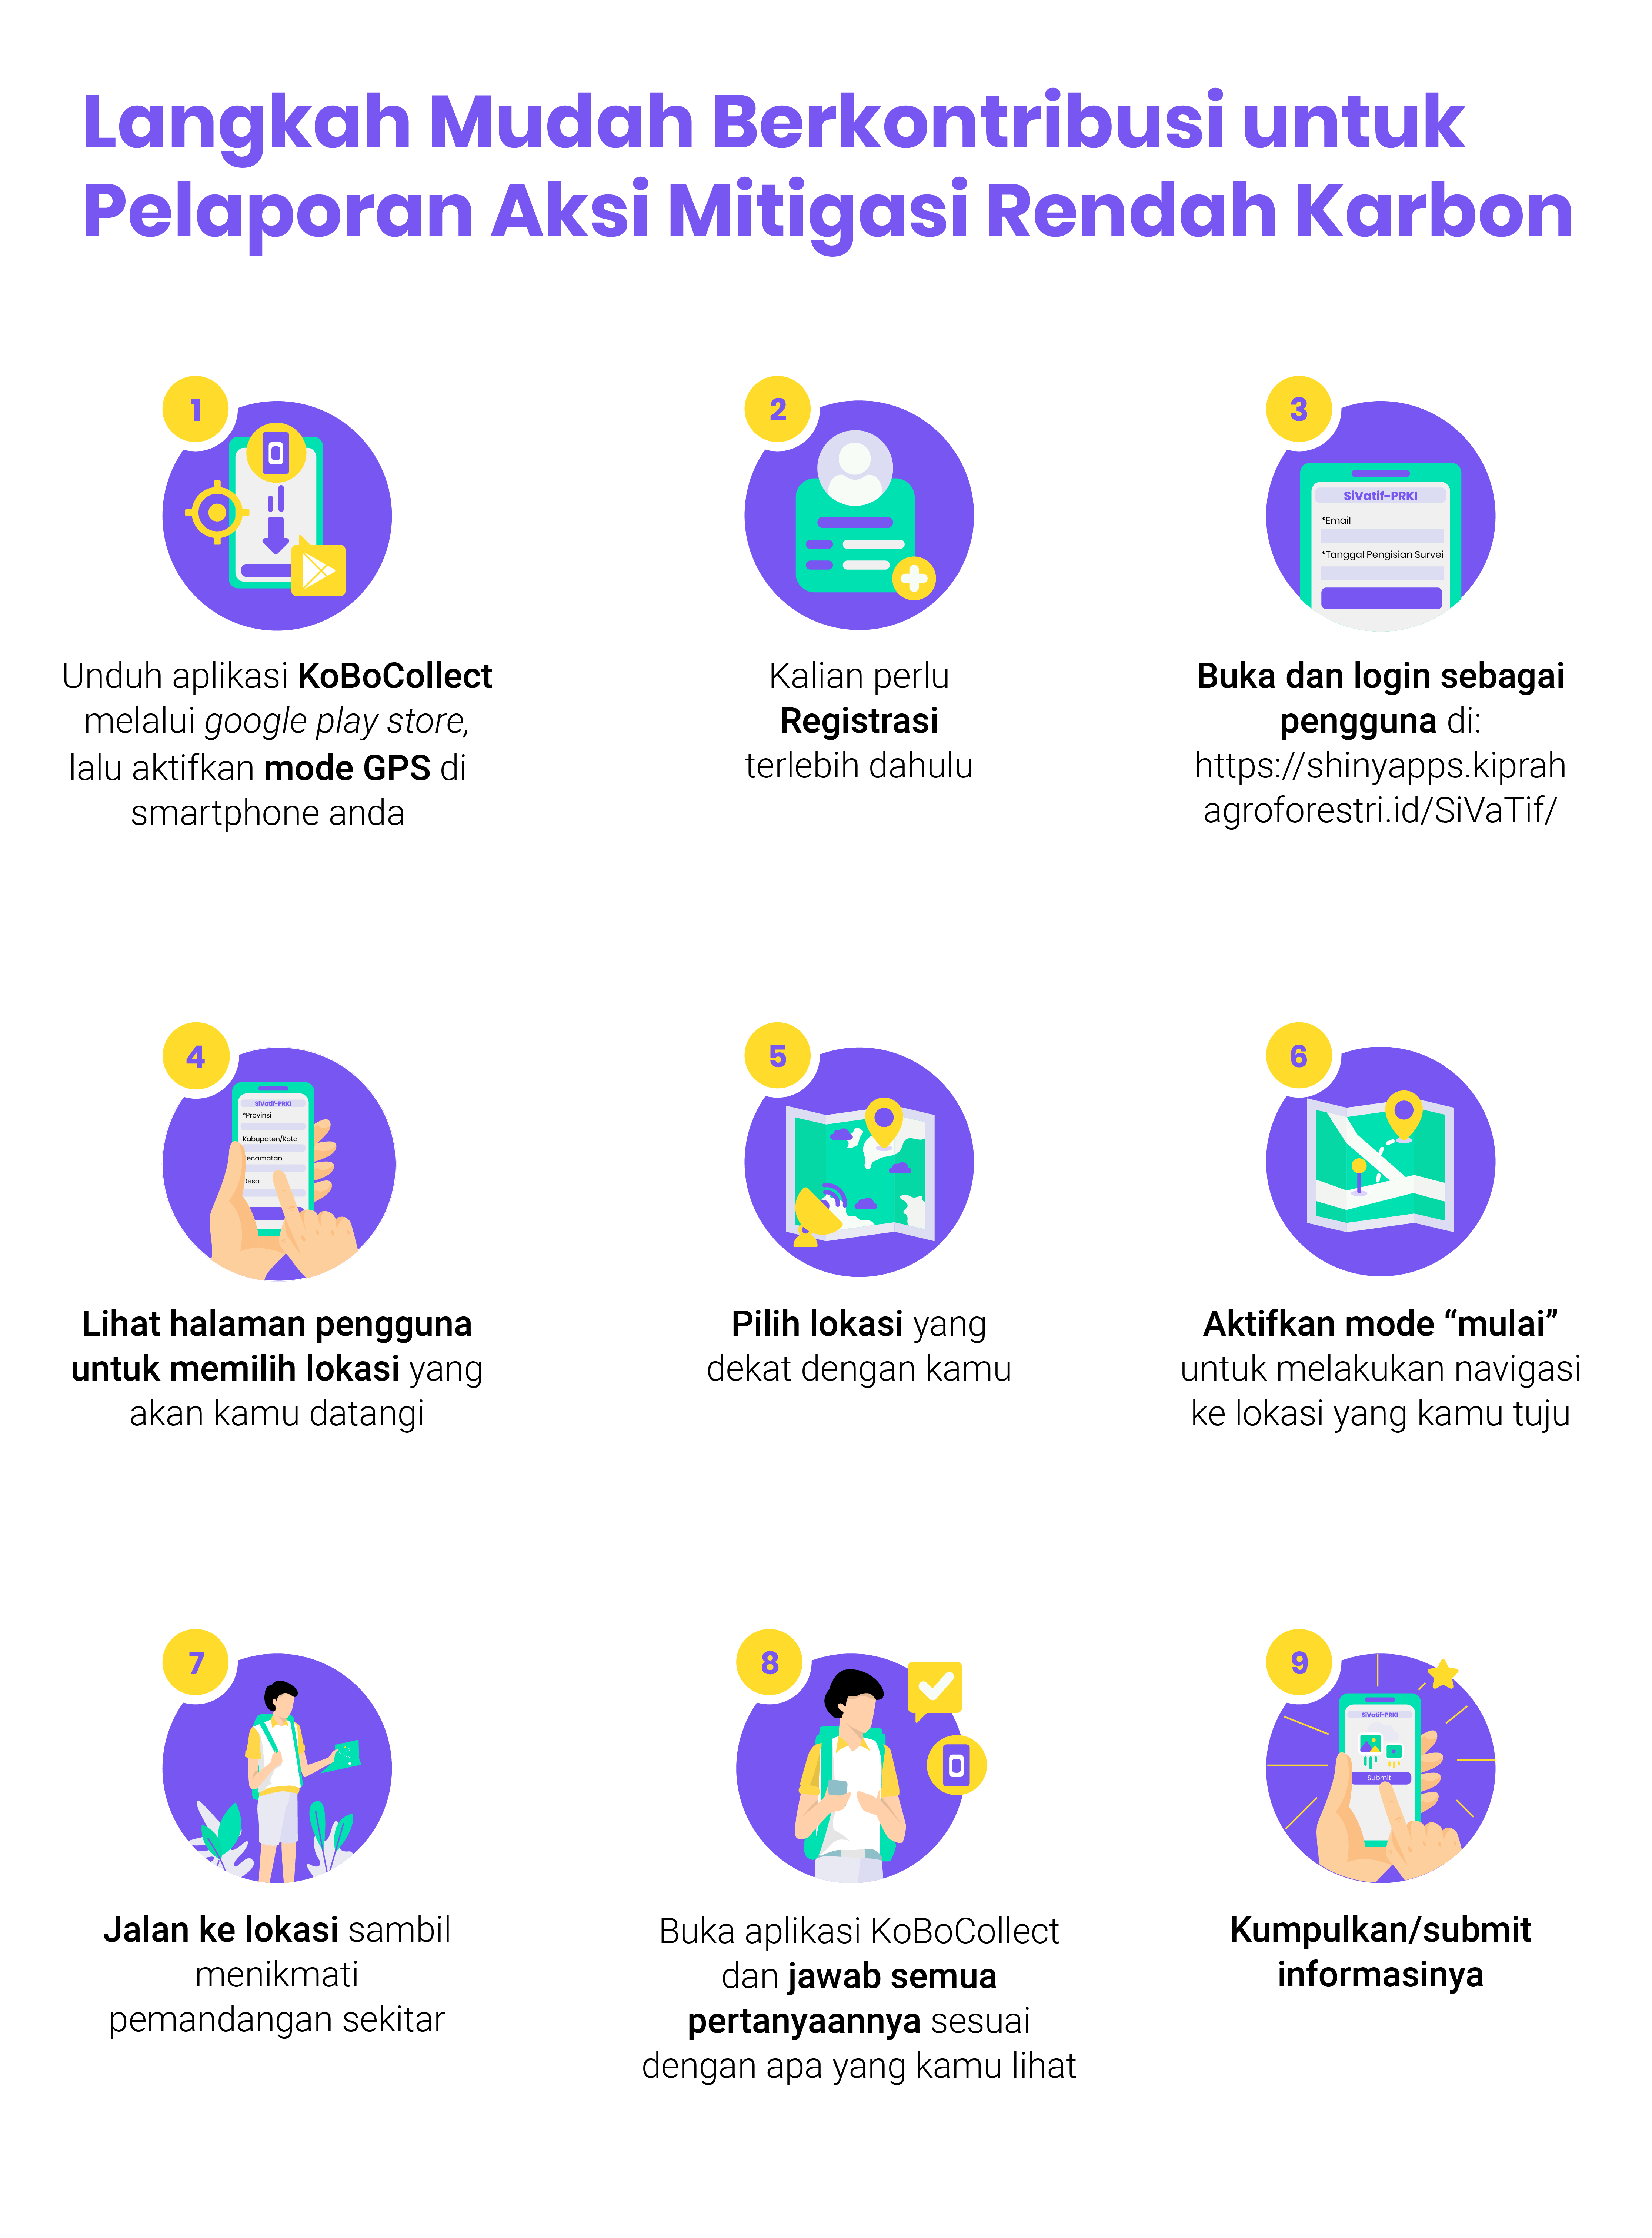 Langkah Mudah Berkontribusi untuk
Pelaporan Aksi Mitigasi Rendah Karbon
1
Unduh aplikasi KoBoCollect
melalui google play store,
lalu aktifkan mode GPS di
smartphone anda
2
Kalian perlu
Registrasi
terlebih dahulu
3
SiVatif-PRKI
*Email
*Tanggal Pengisian Survei
Buka dan login sebagai
pengguna di:
https://shinyapps.kiprah
agroforestri.id/SiVaTif/
4
SiVatif-PRKI
*Provinsi
Kabupaten/Kota
Kecamatan
Desa
Lihat halaman pengguna
untuk memilih lokasi yang
akan kamu datangi
5
Pilih lokasi yang
dekat dengan kamu
6
Aktifkan mode “mulai”
untuk melakukan navigasi
ke lokasi yang kamu tuju
7
Jalan ke lokasi sambil
menikmati
pemandangan sekitar
8
Buka aplikasi KoBoCollect
dan jawab semua
pertanyaannya sesuai
dengan apa yang kamu lihat
9
SiVatif-PRKI
Submit
Kumpulkan/submit
informasinya